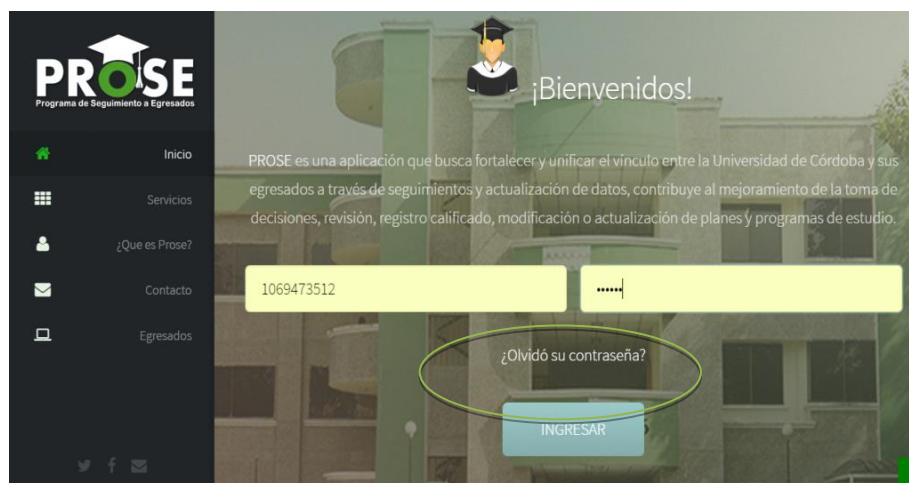 PROSE
Programa de Seguimiento a Egresados
Inicio
Servicios
¿Que es Prose?
Contacto
Egresados
¡Bienvenidos!
PROSE es una aplicación que busca fortalecer y unificar el vinculo entre la Universidad de Córdoba y sus
egresados a través de seguimientos y actualización de datos, contribuye al mejoramiento de la toma de
decisiones, revisión, registro calificado, modificación o actualización de planes y programas de estudio.
1069473512
••••••
¿Olvidó su contraseña?
INGRESAR